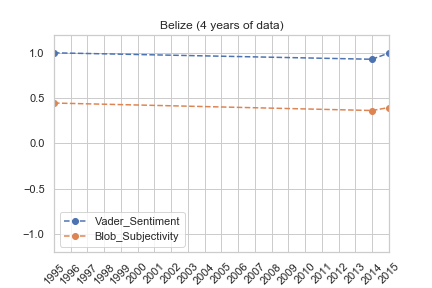 Belize (4 years of data)
1.0
0.5
0.0
−0.5
−1.0
Vader_Sentiment
Blob_Subjectivity
1995 1996 1997 1998 1999 2000 2001 2002 2003 2004 2005 2006 2007 2008 2009 2010 2011 2012 2013 2014 2015